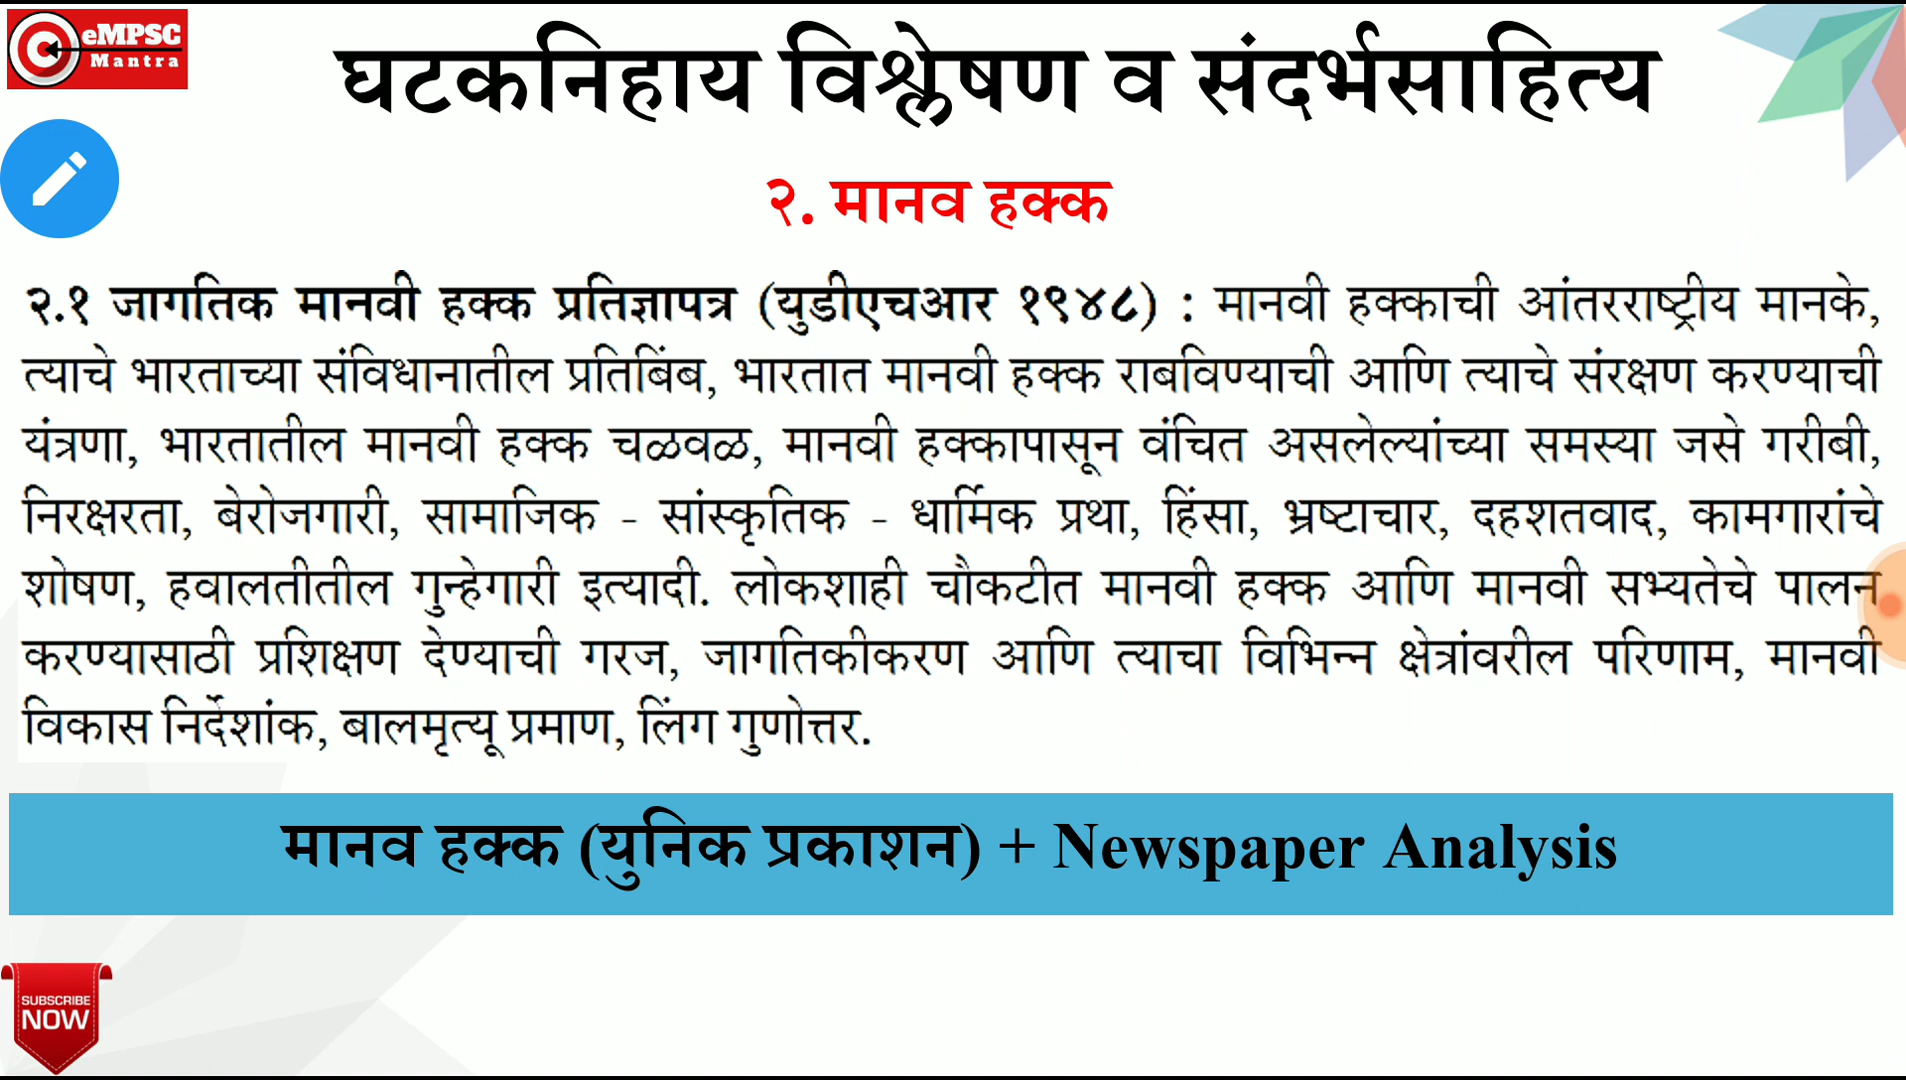 eMPSC
Mantra
घटकनिहाय विश्लेषण व संदर्भसाहित्य
२. मानव हक्क
२.१ जागतिक मानवी हक्क प्रतिज्ञापत्र (युडीएचआर १९४८) : मानवी हक्काची आंतरराष्ट्रीय मानके,
त्याचे भारताच्या संविधानातील प्रतिबिंब, भारतात मानवी हक्क राबविण्याची आणि त्याचे संरक्षण करण्याची
यंत्रणा, भारतातील मानवी हक्क चळवळ, मानवी हक्कापासून वंचित असलेल्यांच्या समस्या जसे गरीबी,
निरक्षरता, बेरोजगारी, सामाजिक - सांस्कृतिक - धार्मिक प्रथा, हिंसा, भ्रष्टाचार, दहशतवाद, कामगारांचे
शोषण, हवालतीतील गुन्हेगारी इत्यादी. लोकशाही चौकटीत मानवी हक्क आणि मानवी सभ्यतेचे पालन
करण्यासाठी प्रशिक्षण देण्याची गरज, जागतिकीकरण आणि त्याचा विभिन्न क्षेत्रांवरील परिणाम, मानवी
विकास निर्देशांक, बालमृत्यू प्रमाण, लिंग गुणोत्तर.
मानव हक्क (युनिक प्रकाशन) + Newspaper Analysis
SUBSCRIBE
NOW